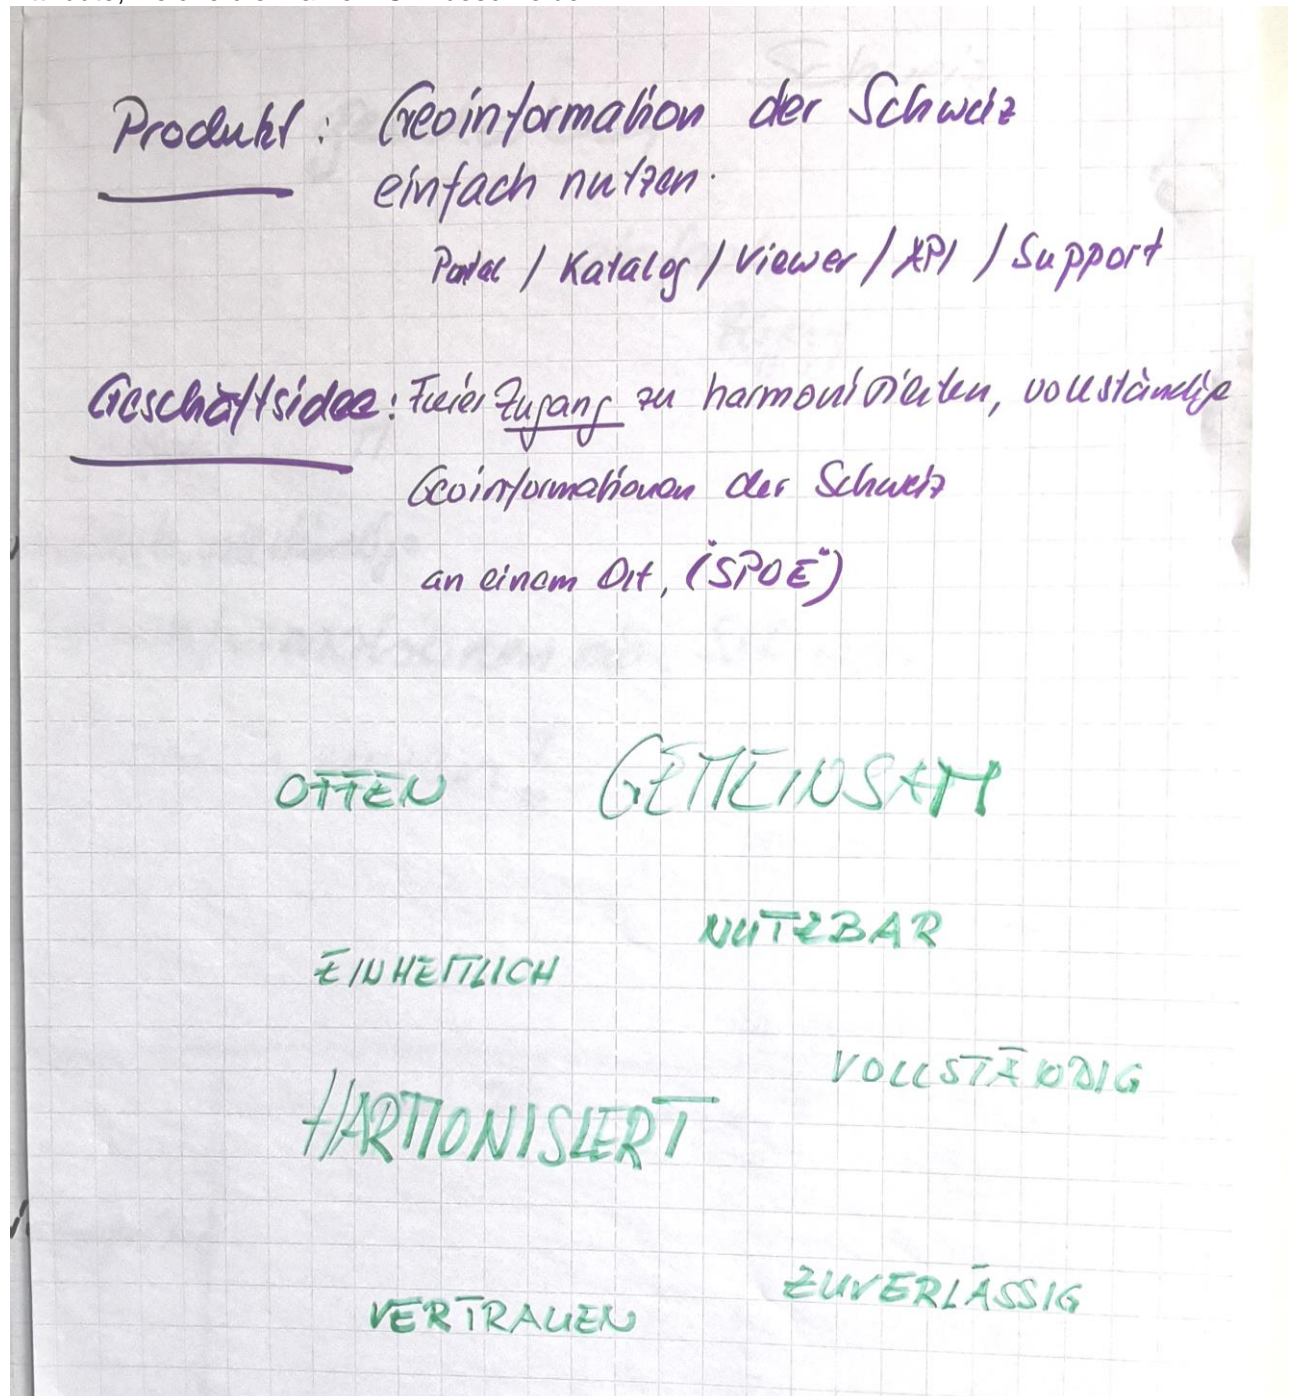 Produkt: Geoinformation der Schweiz
einfach nutzen.
Portal / Katalog / Viewer / API / Support
Geschäftsidee: Freier Zugang zu harmonisierten, vollständige
Geoinformationen der Schweiz
an einem Ort, ("SPOE")
OFFEN GEMEINSAM
NUTZBAR
EINHEITLICH
VOLLSTÄNDIG
HARMONISIERT
ZUVERLÄSSIG
VERTRAUEN